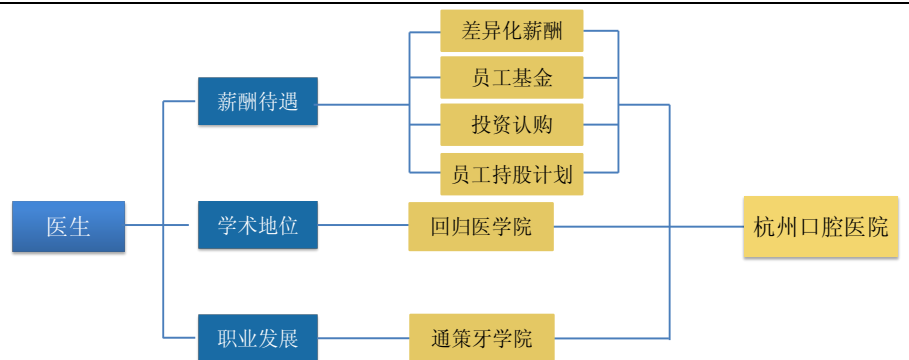 差异化薪酬
员工基金
薪酬待遇
投资认购
员工持股计划
医生
学术地位
回归医学院
杭州口腔医院
职业发展
通策牙学院